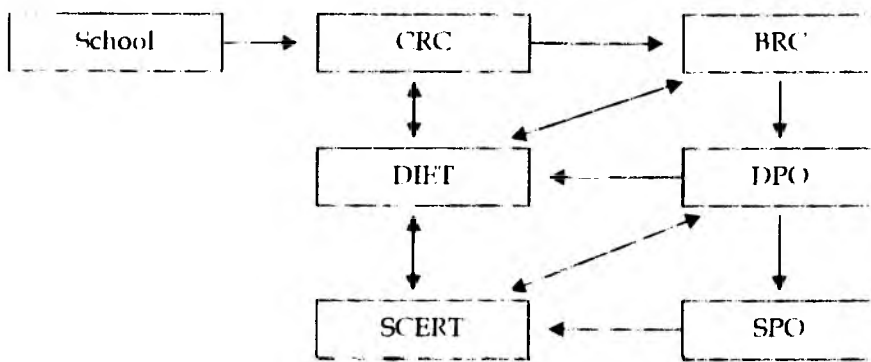 School
CRC
BRC
DIET
DPO
SCERT
SPO